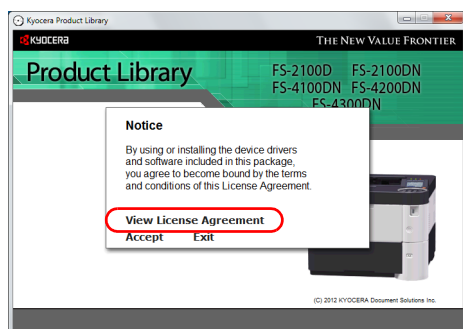 Kyocera Product Library
KYOCERA THE NEW VALUE FRONTIER
Product Library
FS-2100D FS-2100DN
FS-4100DN FS-4200DN
FS-4300DN
Notice
By using or installing the device drivers
and software included in this package,
you agree to become bound by the terms
and conditions of this License Agreement.
View License Agreement
Accept Exit
(C) 2012 KYOCERA Document Solutions Inc.